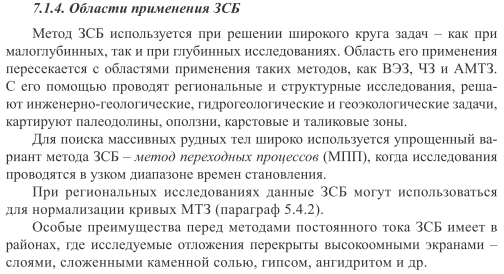 7.1.4. Области применения ЗСБ
Метод ЗСБ используется при решении широкого круга задач – как при
малоглубинных, так и при глубинных исследованиях. Область его применения
пересекается с областями применения таких методов, как ВЭЗ, ЧЗ и АМТЗ.
С его помощью проводят региональные и структурные исследования, реша-
ют инженерно-геологические, гидрогеологические и геоэкологические задачи,
картируют палеодолины, оползни, карстовые и таликовые зоны.
Для поиска массивных рудных тел широко используется упрощенный ва-
риант метода ЗСБ – метод переходных процессов (МПП), когда исследования
проводятся в узком диапазоне времен становления.
При региональных исследованиях данные ЗСБ могут использоваться
для нормализации кривых МТЗ (параграф 5.4.2).
Особые преимущества перед методами постоянного тока ЗСБ имеет в
районах, где исследуемые отложения перекрыты высокоомными экранами –
слоями, сложенными каменной солью, гипсом, ангидритом и др.